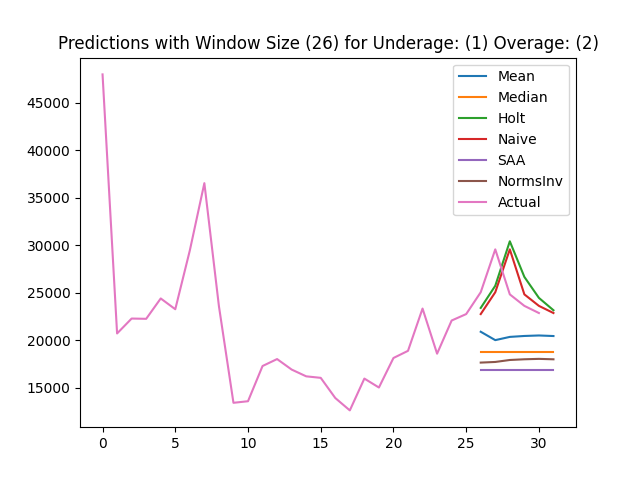 Predictions with Window Size (26) for Underage: (1) Overage: (2)
Mean
Median
Holt
Naive
SAA
NormsInv
Actual
45000
40000
35000
30000
25000
20000
15000
0 5 10 15 20 25 30